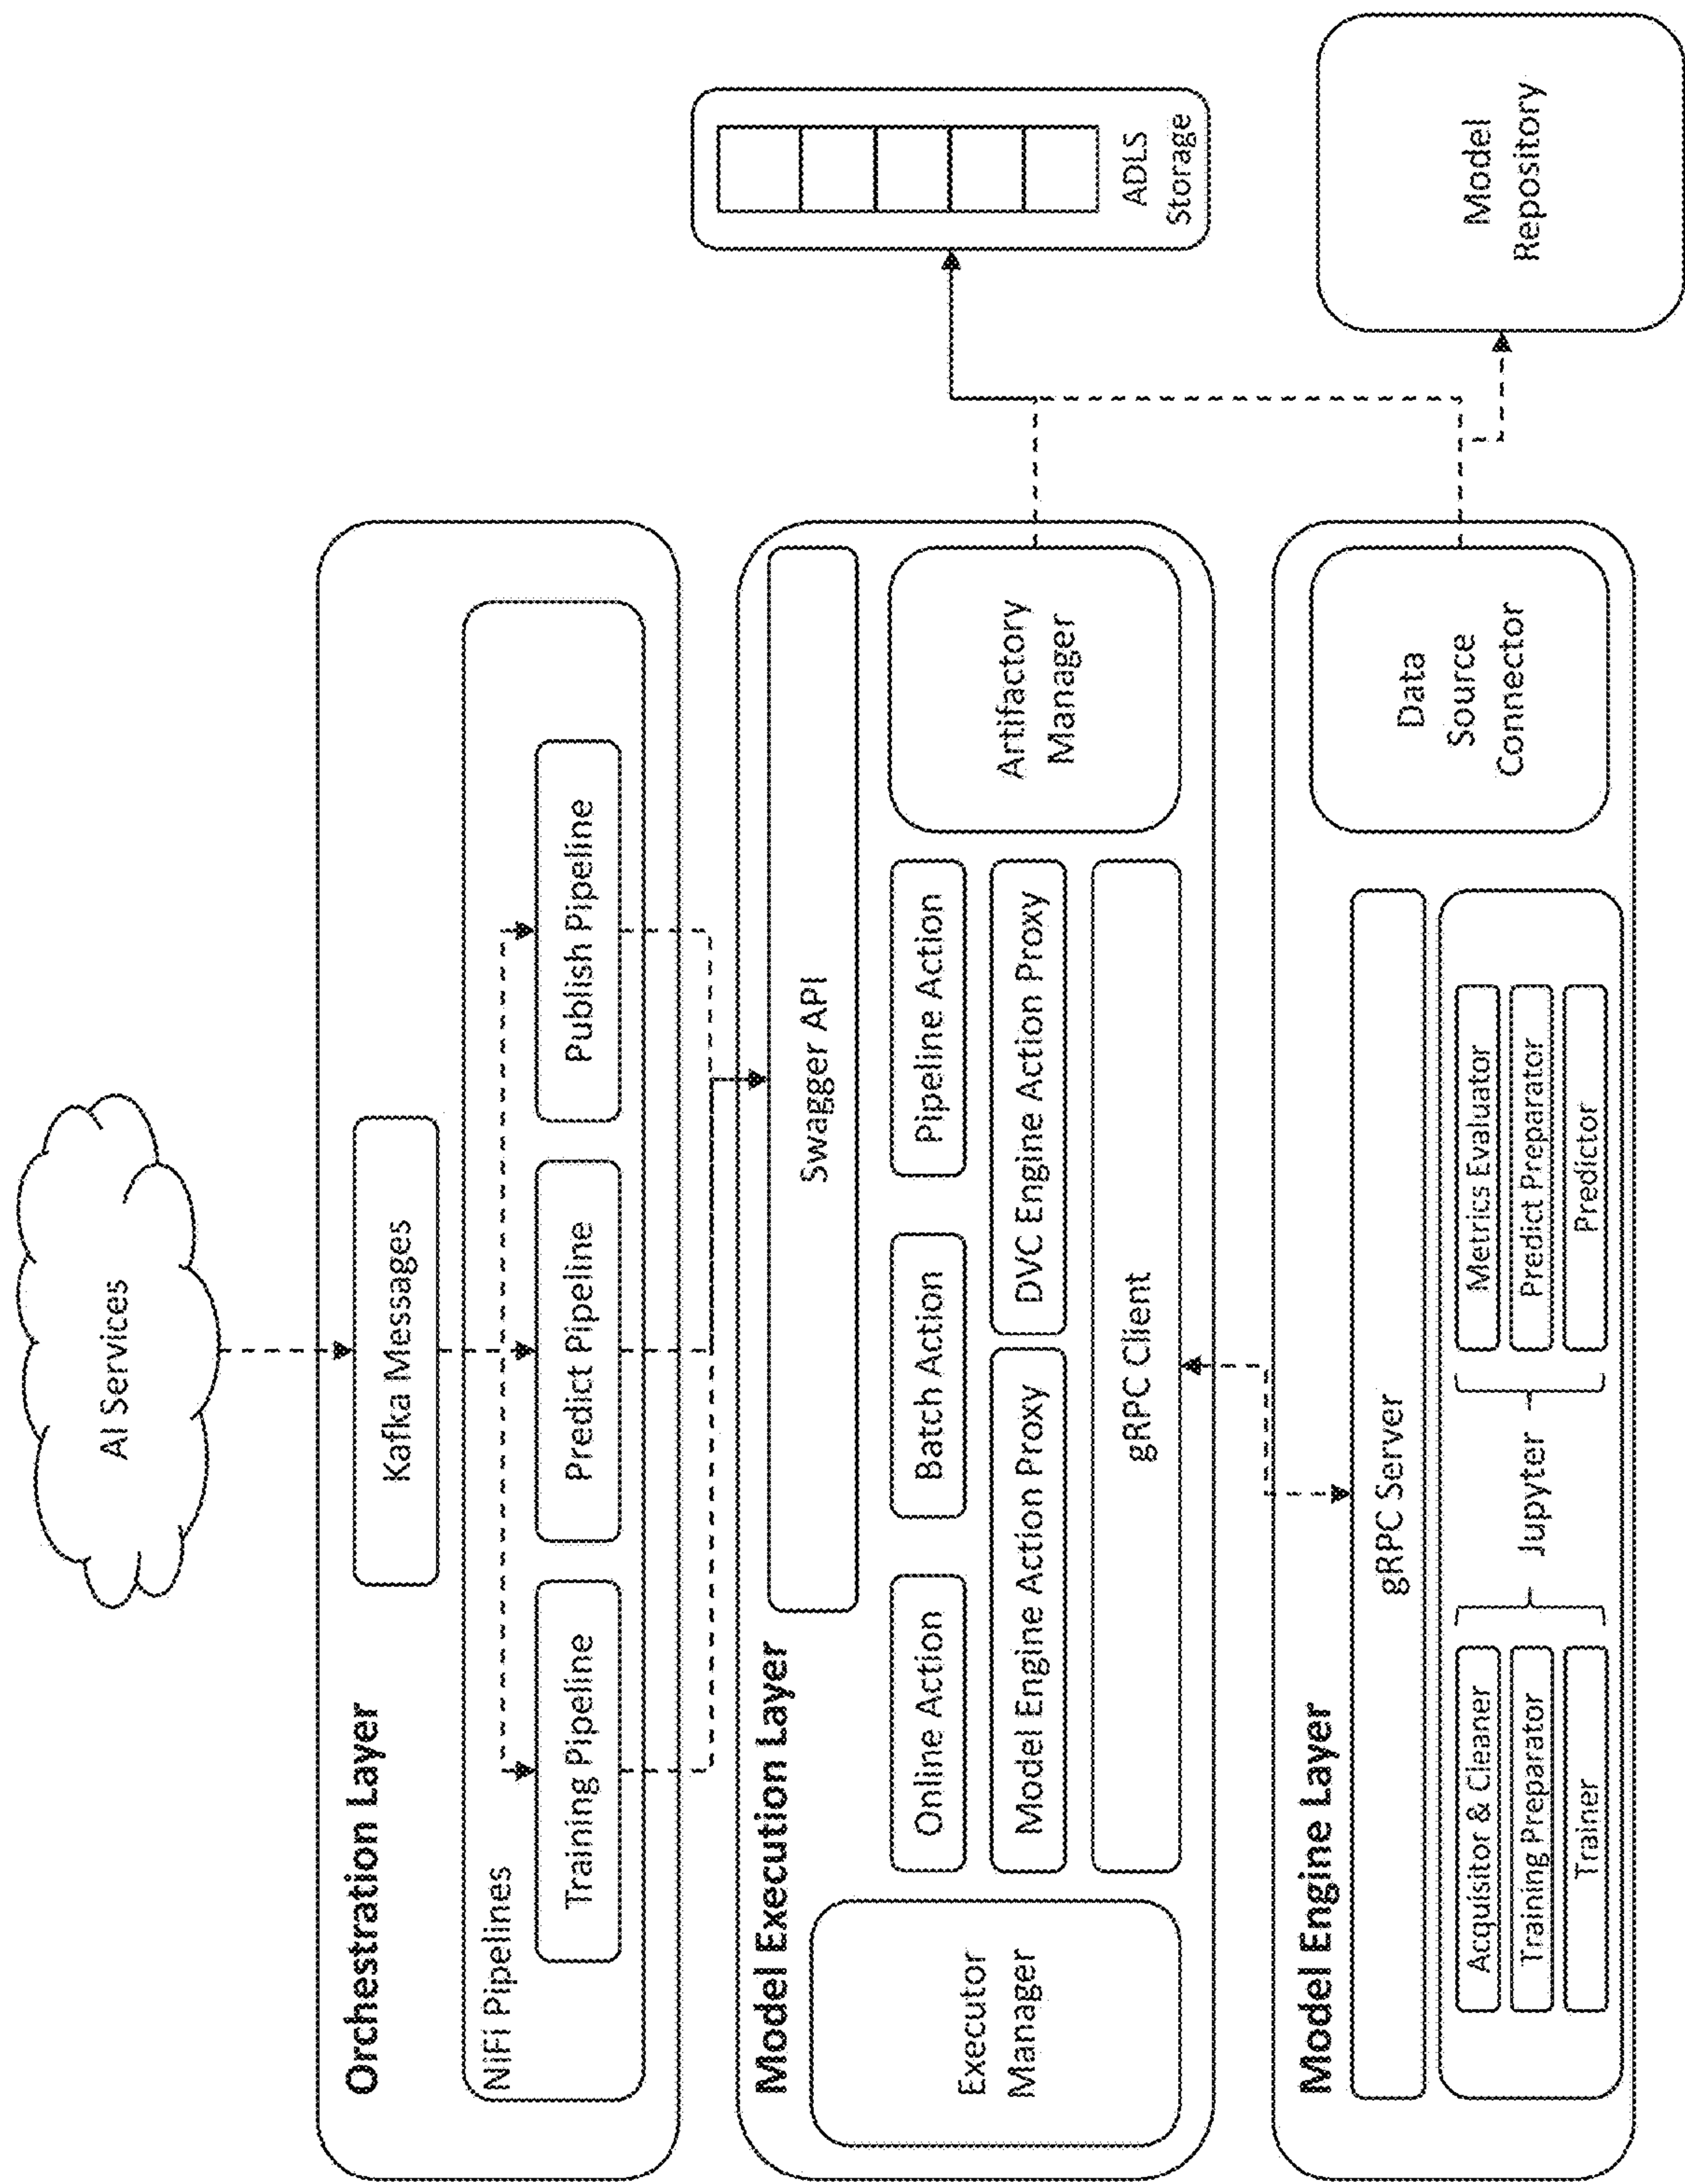 AI Services
Orchestration Layer
Kafka Messages
NiFi Pipelines
Training Pipeline
Predict Pipeline
Publish Pipeline
Model Execution Layer
Swagger API
Executor
Manager
Online Action
Batch Action
Pipeline Action
Model Engine Action Proxy
DVC Engine Action Proxy
gRPC Client
Artifactory
Manager
ADLS
Storage
Model Engine Layer
gRPC Server
Acquisitor & Cleaner
Training Preparator
Trainer
Jupyter
Metrics Evaluator
Predict Preparator
Predictor
Data
Source
Connector
Model
Repository